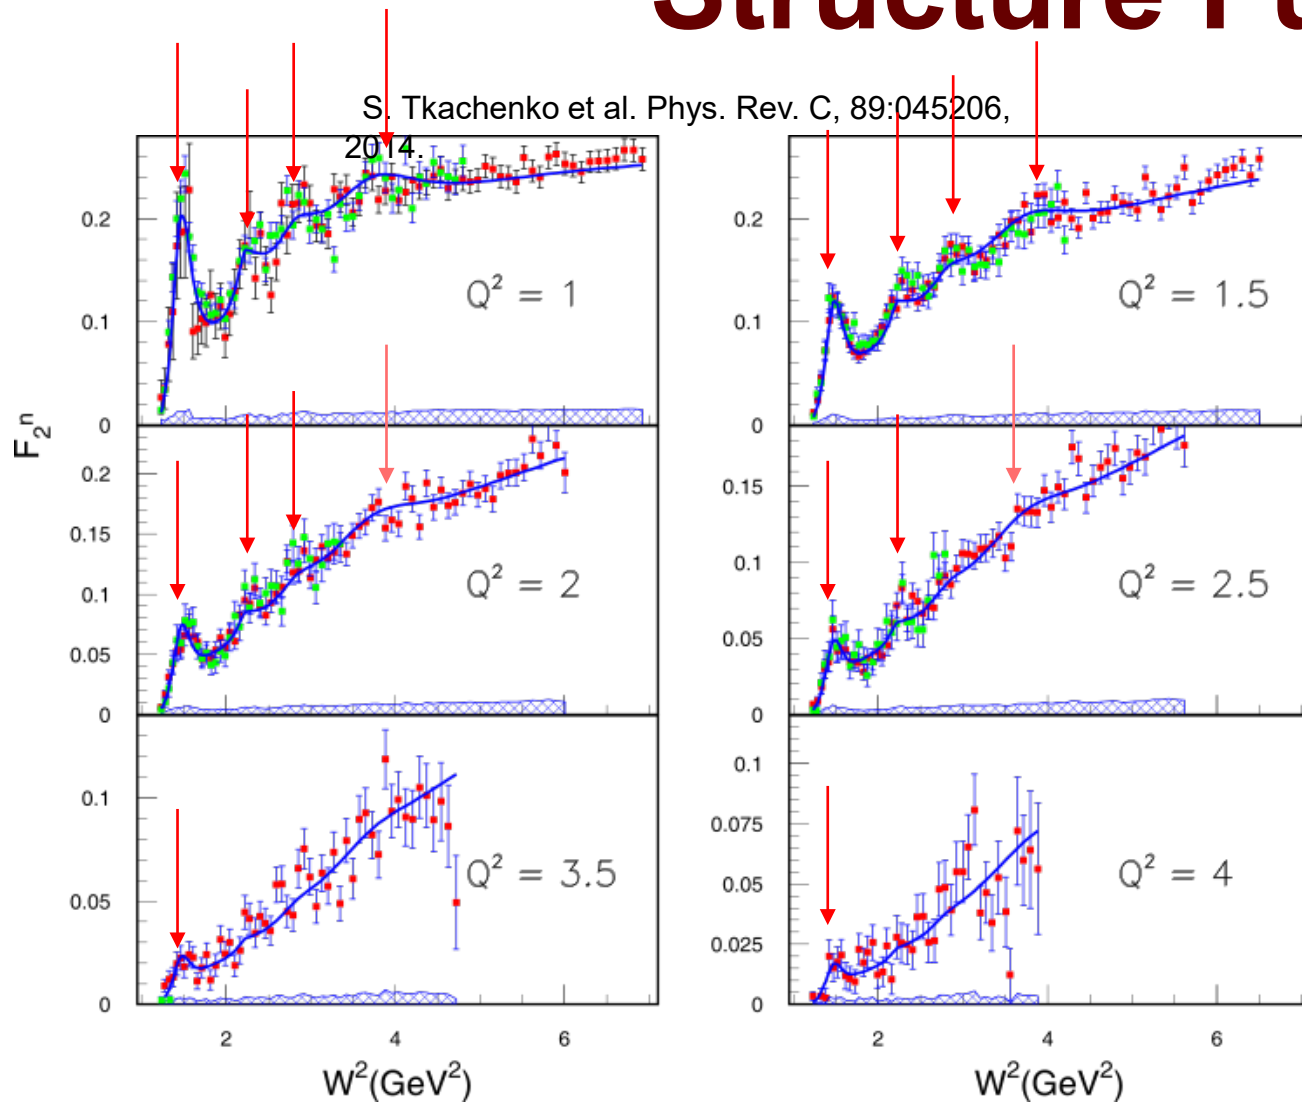 Structure Fu
S. Tkachenko et al. Phys. Rev. C, 89:045206,
2014.
F₂ⁿ
0.2
0.1
0
Q² = 1
0.2
0.1
0
Q² = 1.5
0.2
0.15
0.1
0.05
0
Q² = 2
0.15
0.1
0.05
0
Q² = 2.5
0.1
0.05
0
Q² = 3.5
0.1
0.075
0.05
0.025
0
Q² = 4
2 4 6
2 4 6
W²(GeV²)
W²(GeV²)